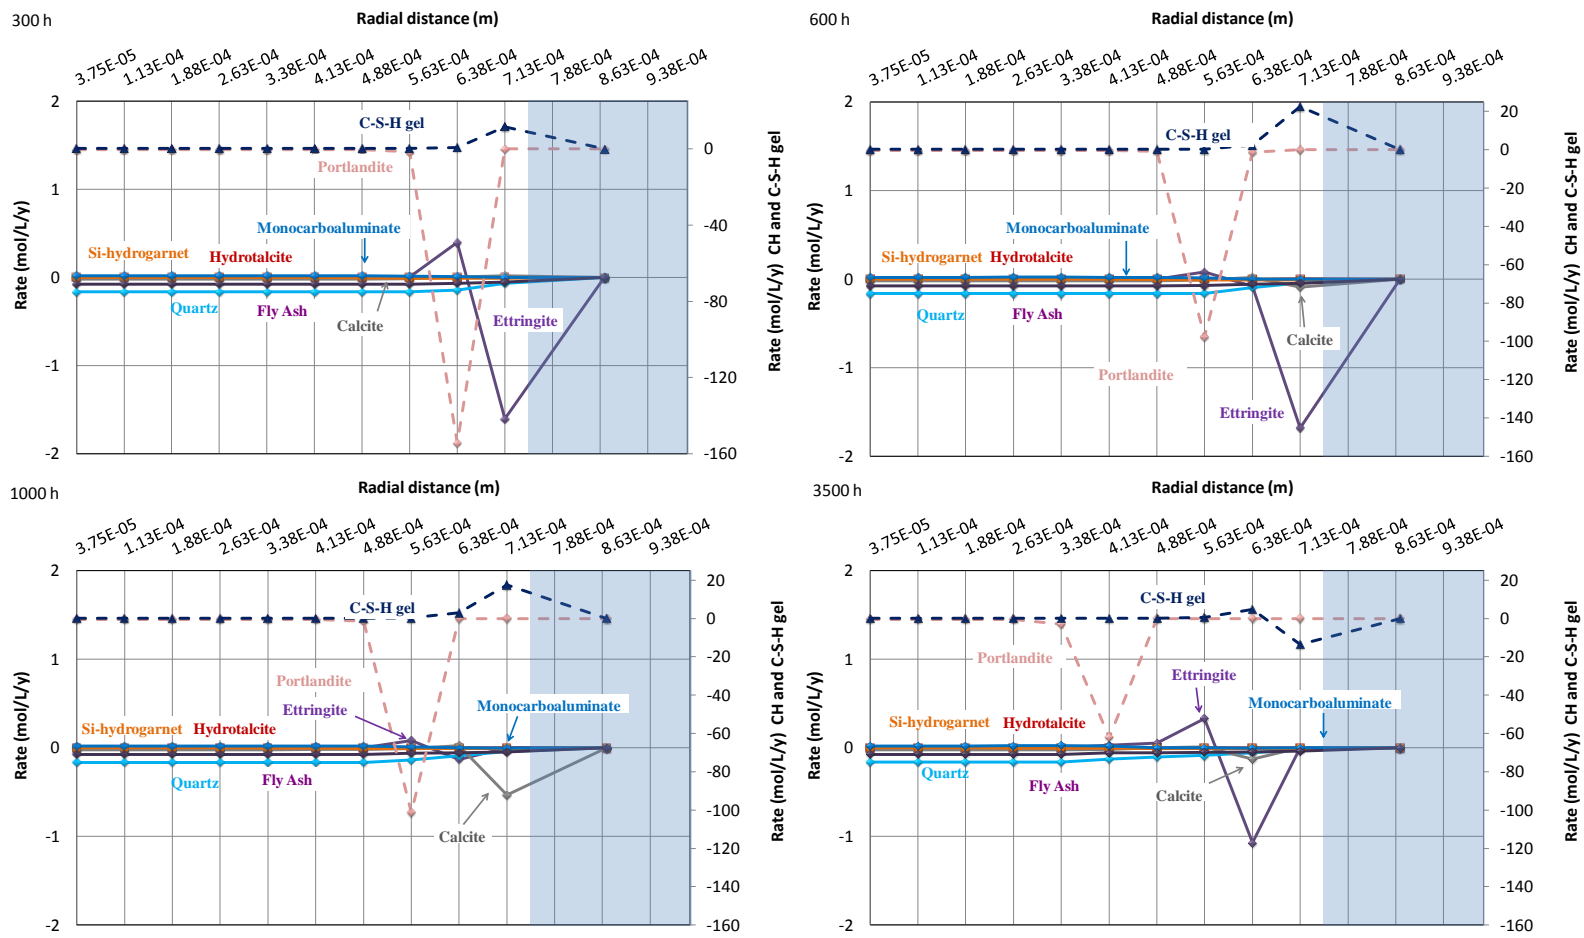 300 h
Radial distance (m)
3.75E-05 1.13E-04 1.88E-04 2.63E-04 3.38E-04 4.13E-04 4.88E-04 5.63E-04 6.38E-04 7.13E-04 7.88E-04 8.63E-04 9.38E-04
2
1
0
-1
-2
Rate (mol/L/y)
0
-40
-80
-120
-160
Rate (mol/L/y) CH and C-S-H gel
C-S-H gel
Portlandite
Monocarboaluminate
Si-hydrogarnet
Hydrotalcite
Quartz
Fly Ash
Calcite
Ettringite
600 h
Radial distance (m)
3.75E-05 1.13E-04 1.88E-04 2.63E-04 3.38E-04 4.13E-04 4.88E-04 5.63E-04 6.38E-04 7.13E-04 7.88E-04 8.63E-04 9.38E-04
2
1
0
-1
-2
Rate (mol/L/y)
20
0
-20
-40
-60
-80
-100
-120
-140
-160
Rate (mol/L/y) CH and C-S-H gel
C-S-H gel
Monocarboaluminate
Si-hydrogarnet
Hydrotalcite
Quartz
Fly Ash
Calcite
Portlandite
Ettringite
1000 h
Radial distance (m)
3.75E-05 1.13E-04 1.88E-04 2.63E-04 3.38E-04 4.13E-04 4.88E-04 5.63E-04 6.38E-04 7.13E-04 7.88E-04 8.63E-04 9.38E-04
2
1
0
-1
-2
Rate (mol/L/y)
20
0
-20
-40
-60
-80
-100
-120
-140
-160
Rate (mol/L/y) CH and C-S-H gel
C-S-H gel
Portlandite
Ettringite
Monocarboaluminate
Si-hydrogarnet
Hydrotalcite
Quartz
Fly Ash
Calcite
3500 h
Radial distance (m)
3.75E-05 1.13E-04 1.88E-04 2.63E-04 3.38E-04 4.13E-04 4.88E-04 5.63E-04 6.38E-04 7.13E-04 7.88E-04 8.63E-04 9.38E-04
2
1
0
-1
-2
Rate (mol/L/y)
20
0
-20
-40
-60
-80
-100
-120
-140
-160
Rate (mol/L/y) CH and C-S-H gel
C-S-H gel
Portlandite
Ettringite
Monocarboaluminate
Si-hydrogarnet
Hydrotalcite
Quartz
Fly Ash
Calcite